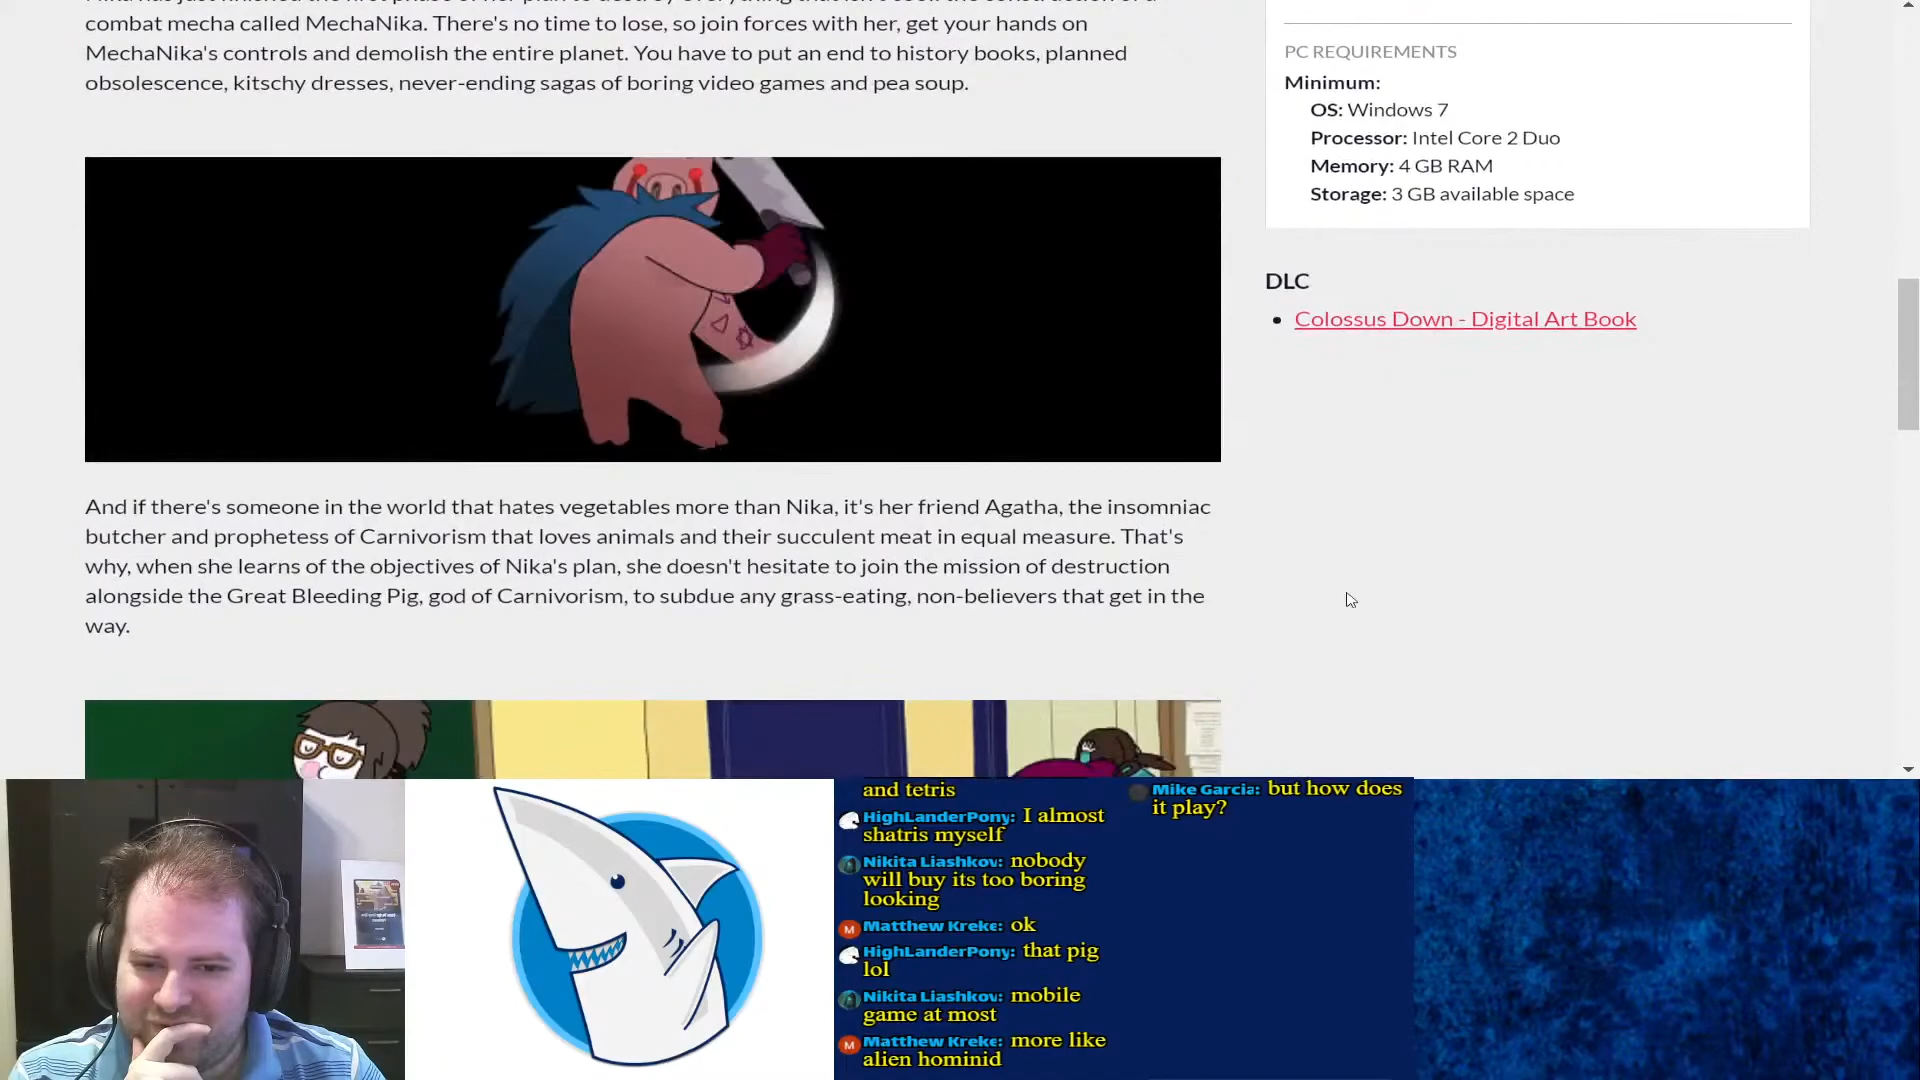 combat mecha called MechaNika. There's no time to lose, so join forces with her, get your hands on
MechaNika's controls and demolish the entire planet. You have to put an end to history books, planned
obsolescence, kitschy dresses, never-ending sagas of boring video games and pea soup.
PC REQUIREMENTS
Minimum:
OS: Windows 7
Processor: Intel Core 2 Duo
Memory: 4 GB RAM
Storage: 3 GB available space
DLC
Colossus Down - Digital Art Book
And if there's someone in the world that hates vegetables more than Nika, it's her friend Agatha, the insomniac
butcher and prophetess of Carnivorism that loves animals and their succulent meat in equal measure. That's
why, when she learns of the objectives of Nika's plan, she doesn't hesitate to join the mission of destruction
alongside the Great Bleeding Pig, god of Carnivorism, to subdue any grass-eating, non-believers that get in the
way.
and tetris
HighLanderPony: I almost
shatris myself
Nikita Liashkov: nobody
will buy its too boring
looking
M Matthew Kreke: ok
HighLanderPony: that pig
lol
Nikita Liashkov: mobile
game at most
M Matthew Kreke: more like
alien hominid
Mike Garcia: but how does
it play?